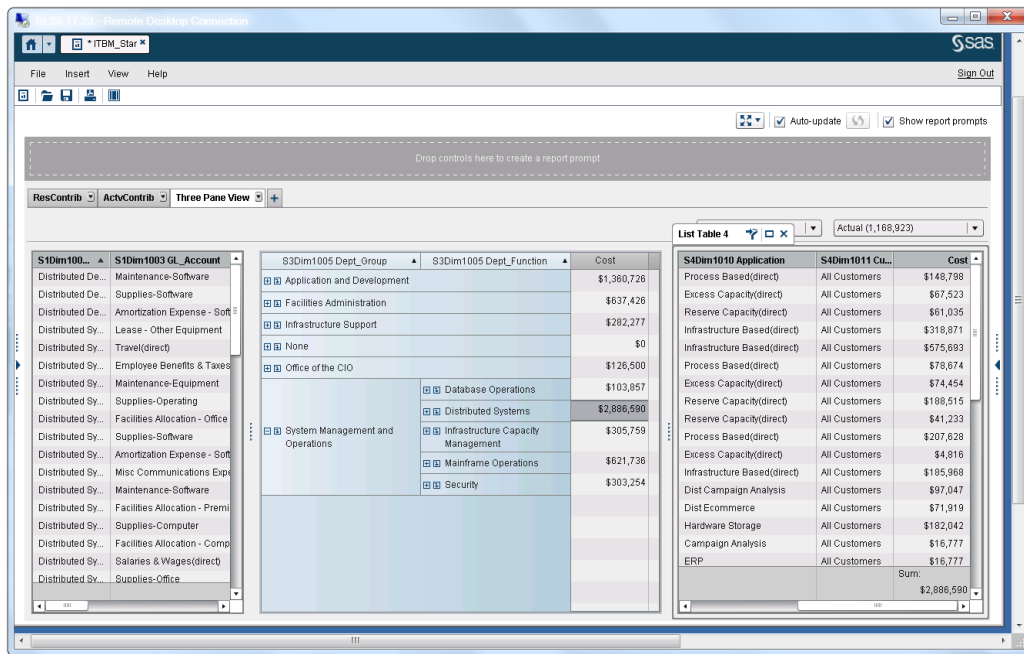 10.38.17.23 - Remote Desktop Connection
* ITBM_Star
sas
File Insert View Help
Sign Out
Auto-update
Show report prompts
Drop controls here to create a report prompt
ResContrib ActvContrib Three Pane View +
List Table 4
Actual (1,168,923)
S1Dim100... S1Dim1003 GL_Account
Distributed De... Maintenance-Software
Distributed De... Supplies-Software
Distributed De... Amortization Expense - Soft
Distributed Sy... Lease - Other Equipment
Distributed Sy... Travel(direct)
Distributed Sy... Employee Benefits & Taxes
Distributed Sy... Maintenance-Equipment
Distributed Sy... Supplies-Operating
Distributed Sy... Facilities Allocation - Office
Distributed Sy... Supplies-Software
Distributed Sy... Amortization Expense - Soft
Distributed Sy... Misc Communications Expe
Distributed Sy... Maintenance-Software
Distributed Sy... Facilities Allocation - Premi
Distributed Sy... Supplies-Computer
Distributed Sy... Facilities Allocation - Comp
Distributed Sy... Salaries & Wages(direct)
Distributed Sy... Supplies-Office
S3Dim1005 Dept_Group S3Dim1005 Dept_Function Cost
Application and Development $1,360,726
Facilities Administration $637,426
Infrastructure Support $282,277
None $0
Office of the CIO $126,500
System Management and
Operations
Database Operations $103,857
Distributed Systems $2,886,590
Infrastructure Capacity
Management $305,759
Mainframe Operations $621,736
Security $303,254
S4Dim1010 Application S4Dim1011 Cu... Cost
Process Based(direct) All Customers $148,798
Excess Capacity(direct) All Customers $67,523
Reserve Capacity(direct) All Customers $61,035
Infrastructure Based(direct) All Customers $318,871
Infrastructure Based(direct) All Customers $575,693
Process Based(direct) All Customers $78,674
Excess Capacity(direct) All Customers $74,454
Reserve Capacity(direct) All Customers $188,515
Reserve Capacity(direct) All Customers $41,233
Process Based(direct) All Customers $207,628
Excess Capacity(direct) All Customers $4,816
Infrastructure Based(direct) All Customers $185,968
Dist Campaign Analysis All Customers $97,047
Dist Ecommerce All Customers $71,919
Hardware Storage All Customers $182,042
Campaign Analysis All Customers $16,777
ERP All Customers $16,777
Sum:
$2,886,590